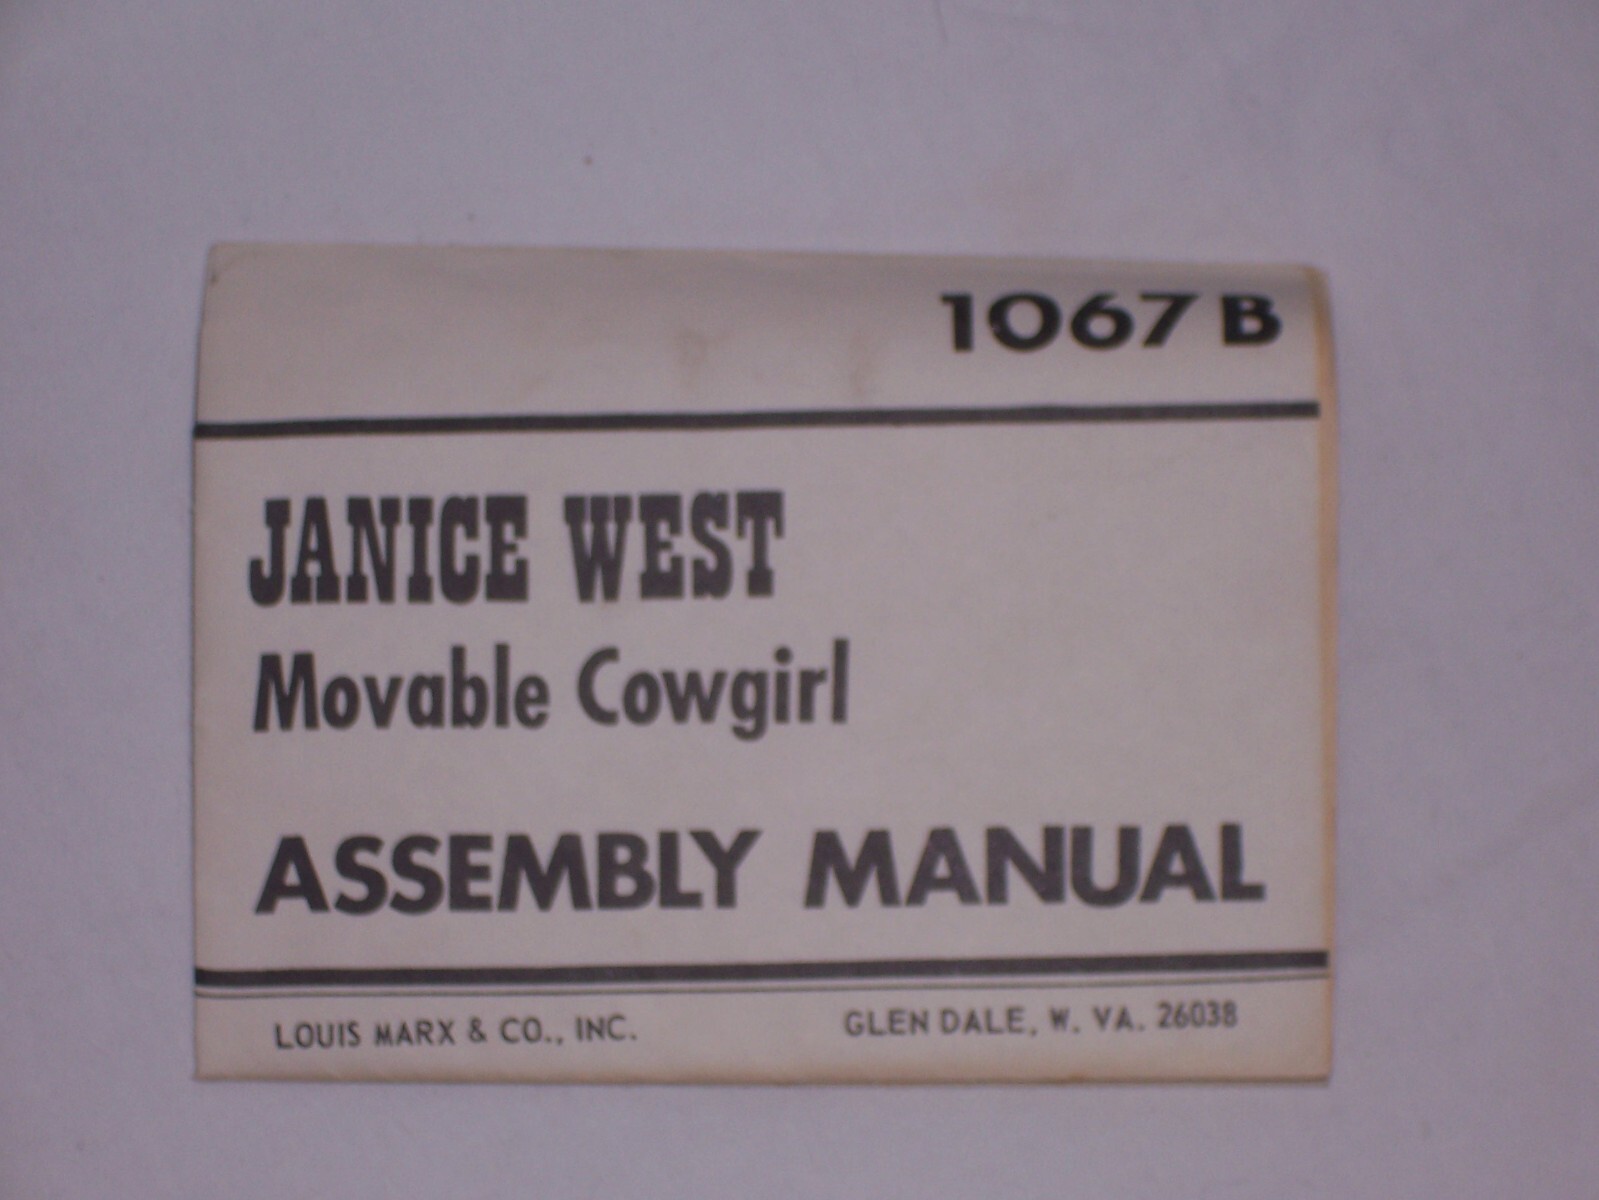 1067 B
JANICE WEST
Movable Cowgirl
ASSEMBLY MANUAL
LOUIS MARX & CO., INC. GLEN DALE, W. VA. 26038